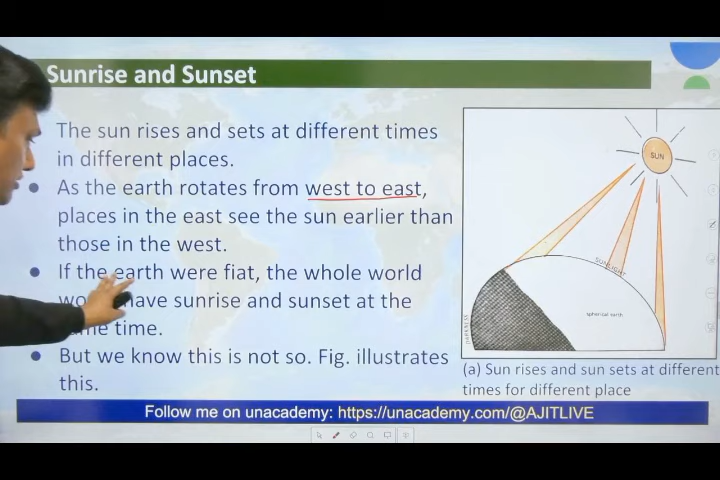 Sunrise and Sunset
The sun rises and sets at different times
in different places.
As the earth rotates from west to east,
places in the east see the sun earlier than
those in the west.
If the earth were fiat, the whole world
have sunrise and sunset at the
time.
But we know this is not so. Fig. illustrates
this.
SUN
SUNLIGHT
spherical earth
DARKNESS
(a) Sun rises and sun sets at different
times for different place
Follow me on unacademy: https://unacademy.com/@AJITLIVE